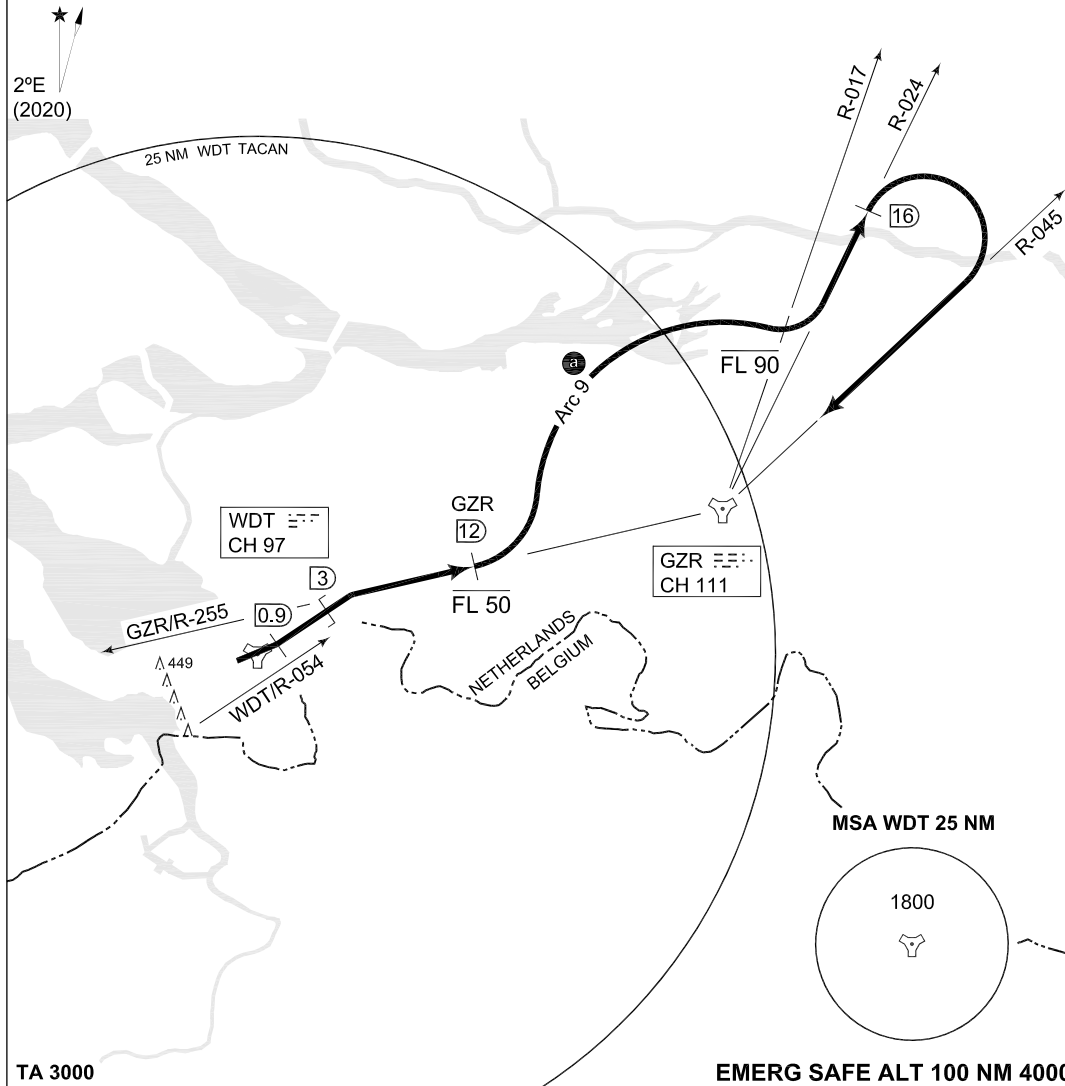 2ºE
(2020)
25 NM WDT TACAN
R-017
R-024
R-045
16
FL 90
a
Arc 9
GZR
12
FL 50
WDT
CH 97
GZR
CH 111
3
0.9
GZR/R-255
449
WDT/R-054
NETHERLANDS
BELGIUM
MSA WDT 25 NM
1800
TA 3000
EMERG SAFE ALT 100 NM 4000